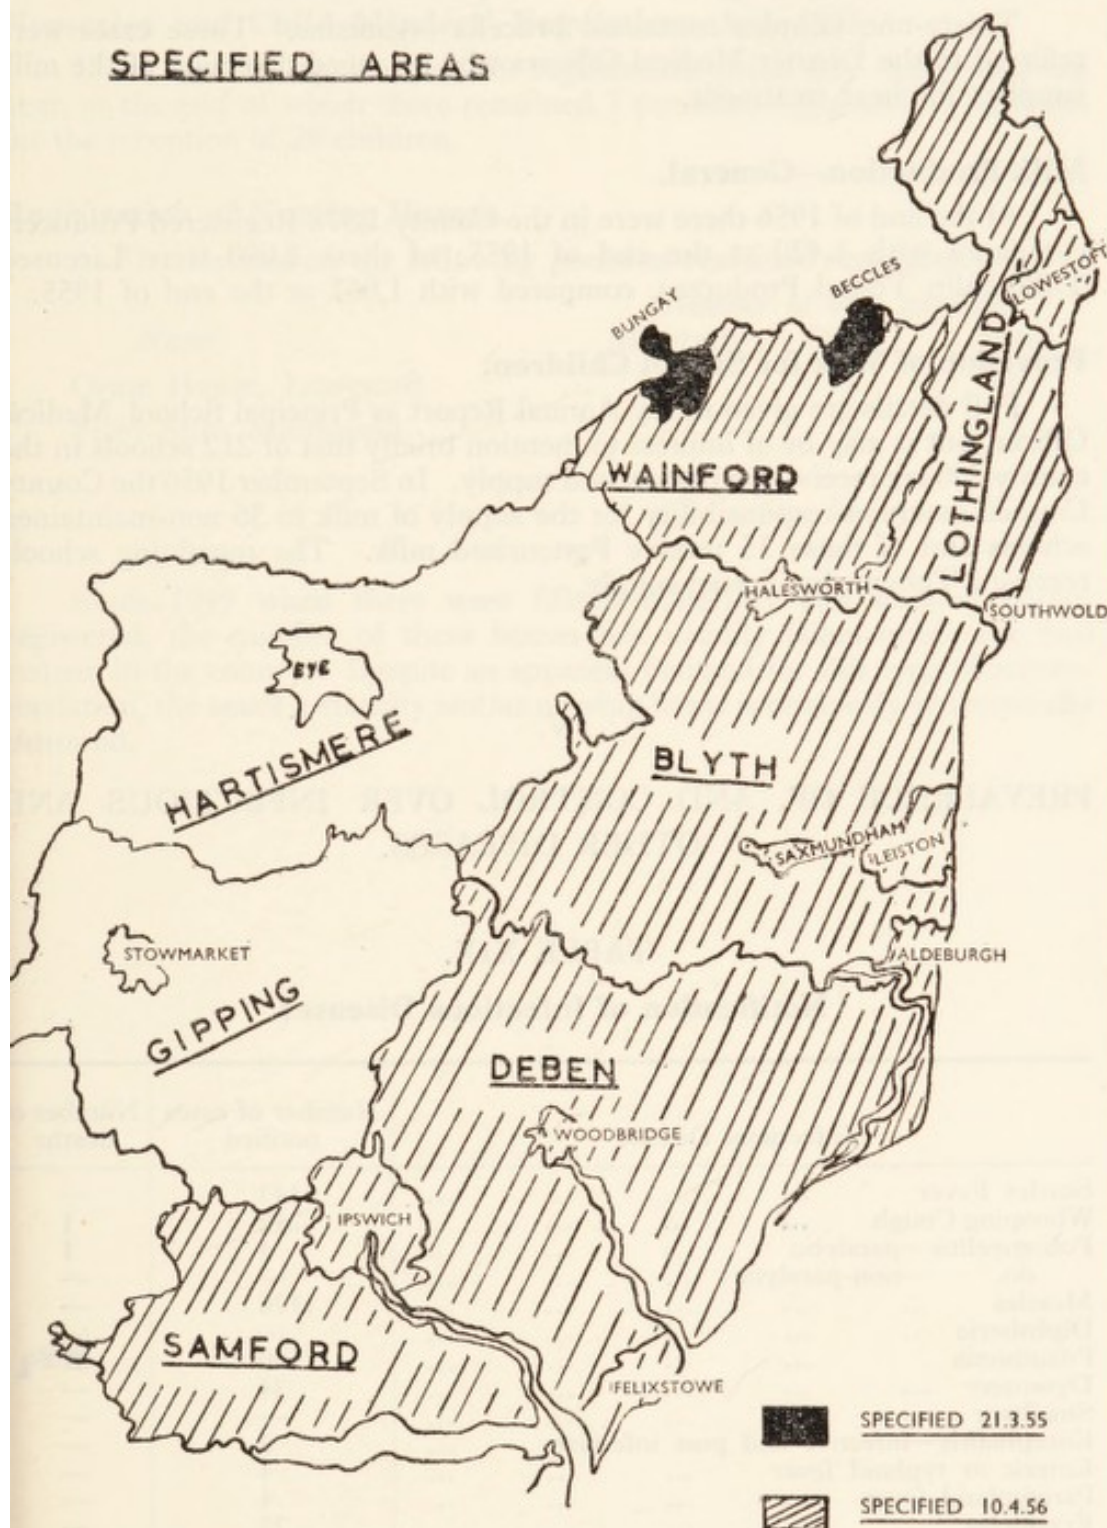 SPECIFIED AREAS
LOWESTOFT
BECCLES
BUNGAY
LOTHINGLAND
WAINFORD
HALESWORTH
SOUTHWOLD
EYE
HARTISMERE
BLYTH
SAXMUNDHAM
LEISTON
STOWMARKET
ALDEBURGH
GIPPING
DEBEN
WOODBRIDGE
IPSWICH
SAMFORD
FELIXSTOWE
SPECIFIED 21.3.55
SPECIFIED 10.4.56